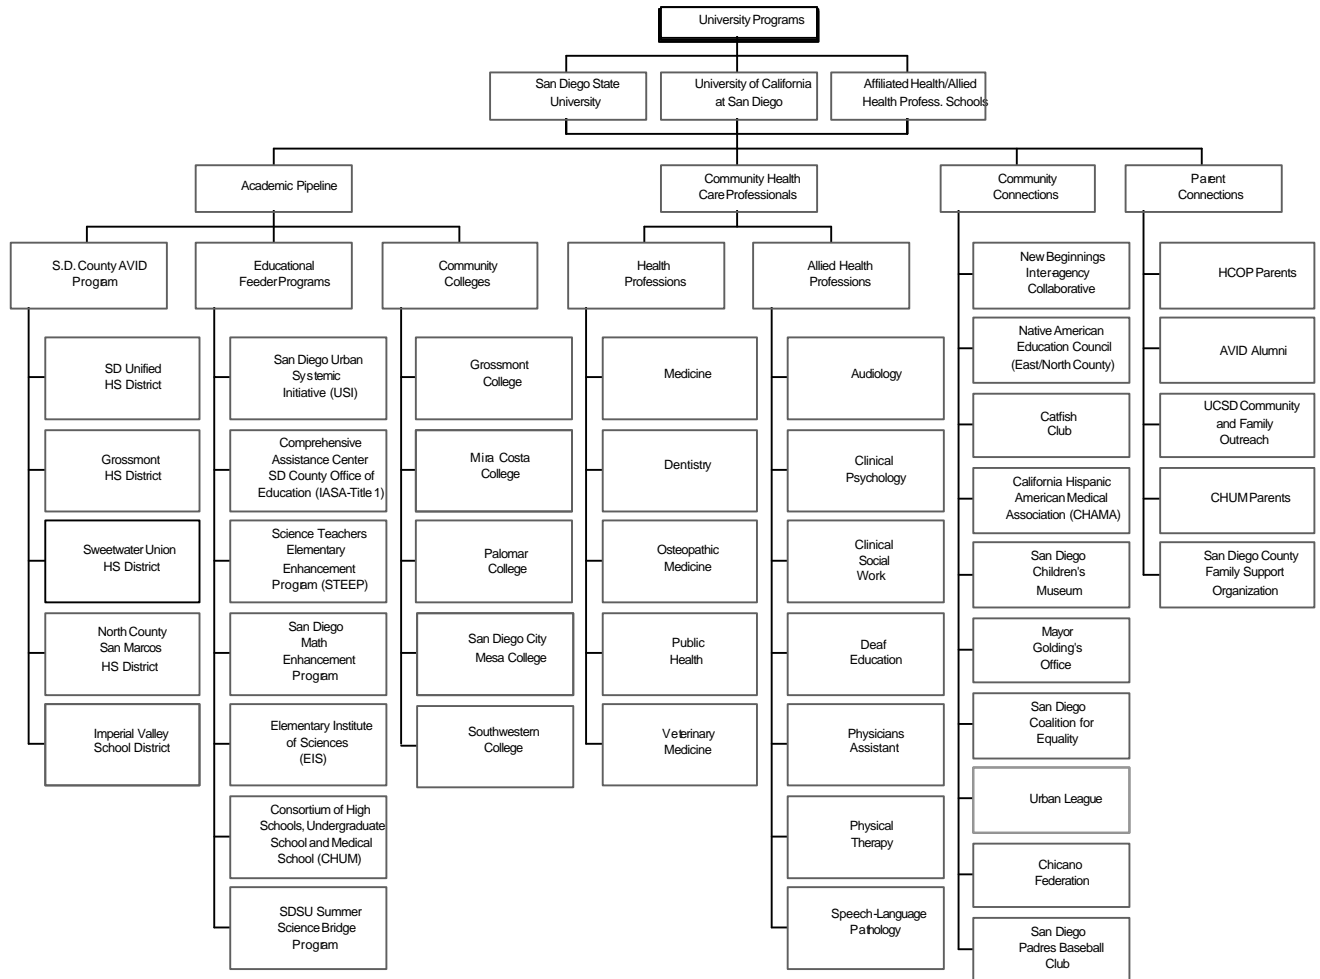 University Programs
San Diego State
University
University of California
at San Diego
Affiliated Health/Allied
Health Profess. Schools
Academic Pipeline
Community Health
Care Professionals
Community
Connections
Parent
Connections
S.D. County AVID
Program
Educational
Feeder Programs
Community
Colleges
Health
Professions
Allied Health
Professions
SD Unified
HS District
Grossmont
HS District
Sweetwater Union
HS District
North County
San Marcos
HS District
Imperial Valley
School District
San Diego Urban
Systemic
Initiative (USI)
Comprehensive
Assistance Center
SD County Office of
Education (IASA-Title 1)
Science Teachers
Elementary
Enhancement
Program (STEEP)
San Diego
Math
Enhancement
Program
Elementary Institute
of Sciences
(EIS)
Consortium of High
Schools, Undergraduate
School and Medical
School (CHUM)
SDSU Summer
Science Bridge
Program
Grossmont
College
Mira Costa
College
Palomar
College
San Diego City
Mesa College
Southwestern
College
Medicine
Dentistry
Osteopathic
Medicine
Public
Health
Veterinary
Medicine
Audiology
Clinical
Psychology
Clinical
Social
Work
Deaf
Education
Physicians
Assistant
Physical
Therapy
Speech-Language
Pathology
New Beginnings
Interagency
Collaborative
Native American
Education Council
(East/North County)
Catfish
Club
California Hispanic
American Medical
Association (CHAMA)
San Diego
Children's
Museum
Mayor
Golding's
Office
San Diego
Coalition for
Equality
Urban League
Chicano
Federation
San Diego
Padres Baseball
Club
HCOP Parents
AVID Alumni
UCSD Community
and Family
Outreach
CHUM Parents
San Diego County
Family Support
Organization